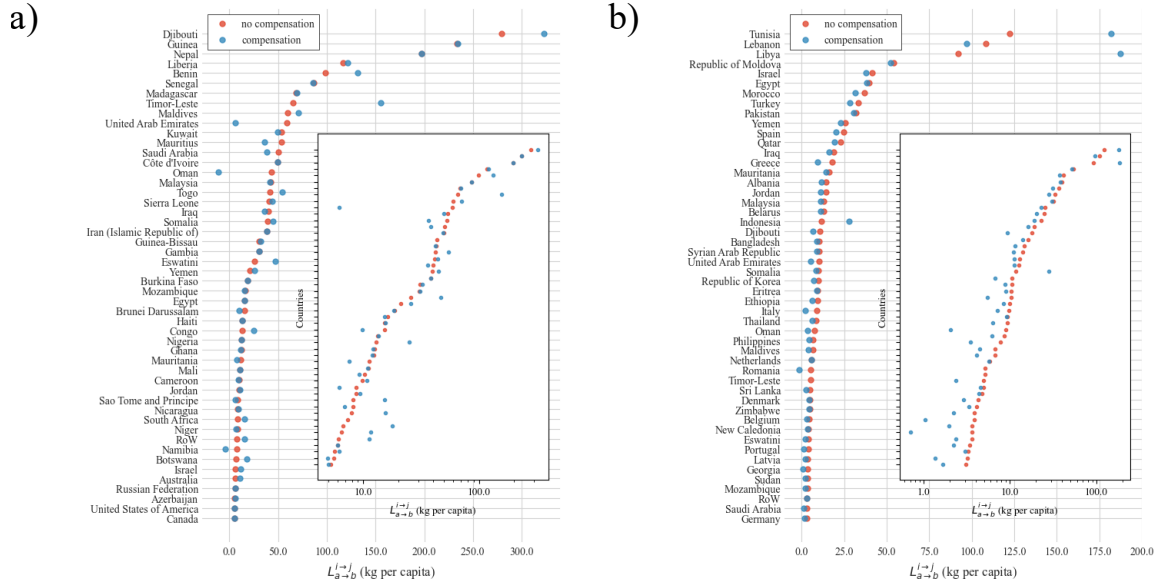 a)
no compensation
compensation
Djibouti
Guinea
Nepal
Liberia
Benin
Senegal
Madagascar
Timor-Leste
Maldives
United Arab Emirates
Kuwait
Mauritius
Saudi Arabia
Côte d'Ivoire
Oman
Malaysia
Togo
Sierra Leone
Iraq
Somalia
Iran (Islamic Republic of)
Guinea-Bissau
Gambia
Eswatini
Yemen
Burkina Faso
Mozambique
Egypt
Brunei Darussalam
Haiti
Congo
Nigeria
Ghana
Mauritania
Mali
Cameroon
Jordan
Sao Tome and Principe
Nicaragua
South Africa
Niger
RoW
Namibia
Botswana
Israel
Australia
Russian Federation
Azerbaijan
United States of America
Canada
Countries
10.0 100.0
L^{i→j}_{a→b} (kg per capita)
0.0 50.0 100.0 150.0 200.0 250.0 300.0
L^{i→j}_{a→b} (kg per capita)
b)
no compensation
compensation
Tunisia
Lebanon
Libya
Republic of Moldova
Israel
Egypt
Morocco
Turkey
Pakistan
Yemen
Spain
Qatar
Iraq
Greece
Mauritania
Albania
Jordan
Malaysia
Belarus
Indonesia
Djibouti
Bangladesh
Syrian Arab Republic
United Arab Emirates
Somalia
Republic of Korea
Eritrea
Ethiopia
Italy
Thailand
Oman
Philippines
Maldives
Netherlands
Romania
Timor-Leste
Sri Lanka
Denmark
Zimbabwe
Belgium
New Caledonia
Eswatini
Portugal
Latvia
Georgia
Sudan
Mozambique
RoW
Saudi Arabia
Germany
Countries
1.0 10.0 100.0
L^{i→j}_{a→b} (kg per capita)
0.0 25.0 50.0 75.0 100.0 125.0 150.0 175.0 200.0
L^{i→j}_{a→b} (kg per capita)